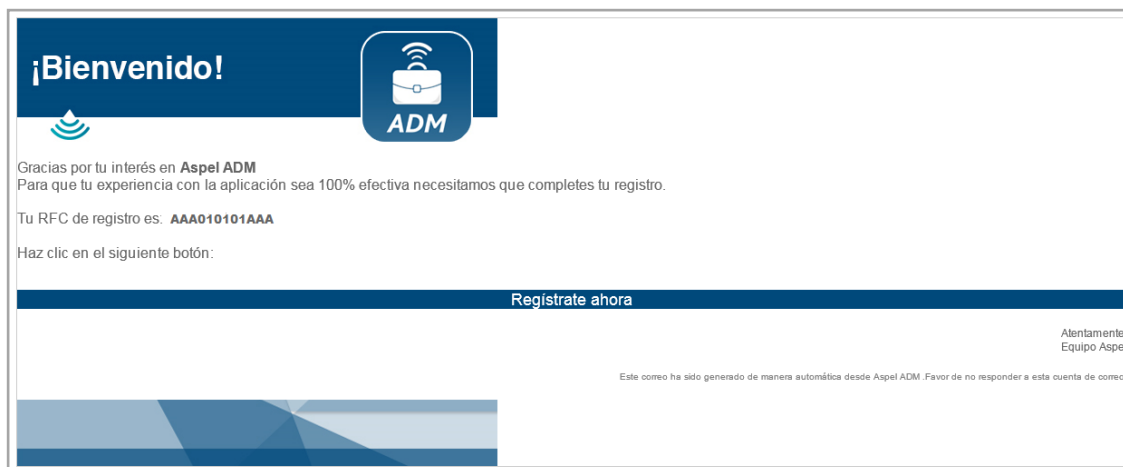 ¡Bienvenido!
ADM
Gracias por tu interés en Aspel ADM
Para que tu experiencia con la aplicación sea 100% efectiva necesitamos que completes tu registro.
Tu RFC de registro es: AAA010101AAA
Haz clic en el siguiente botón:
Regístrate ahora
Atentamente
Equipo Aspe
Este correo ha sido generado de manera automática desde Aspel ADM .Favor de no responder a esta cuenta de correo